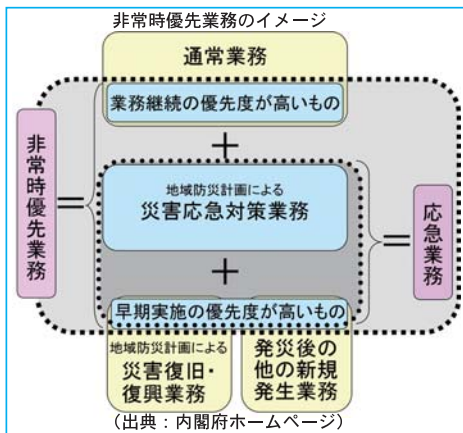 非常時優先業務のイメージ
通常業務
業務継続の優先度が高いもの
+
非常時優先業務
=
地域防災計画による
災害応急対策業務
=
応急業務
+
早期実施の優先度が高いもの
地域防災計画による
災害復旧・
復興業務
発災後の
他の新規
発生業務
(出典:内閣府ホームページ)